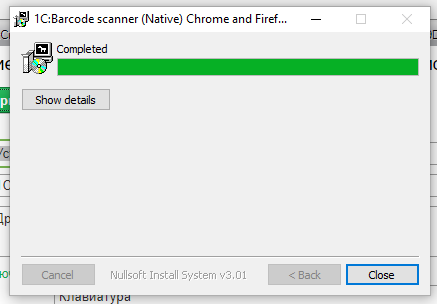 1C:Barcode scanner (Native) Chrome and Firef...
Completed
Show details
Cancel
Nullsoft Install System v3.01
< Back
Close
Клавиатура